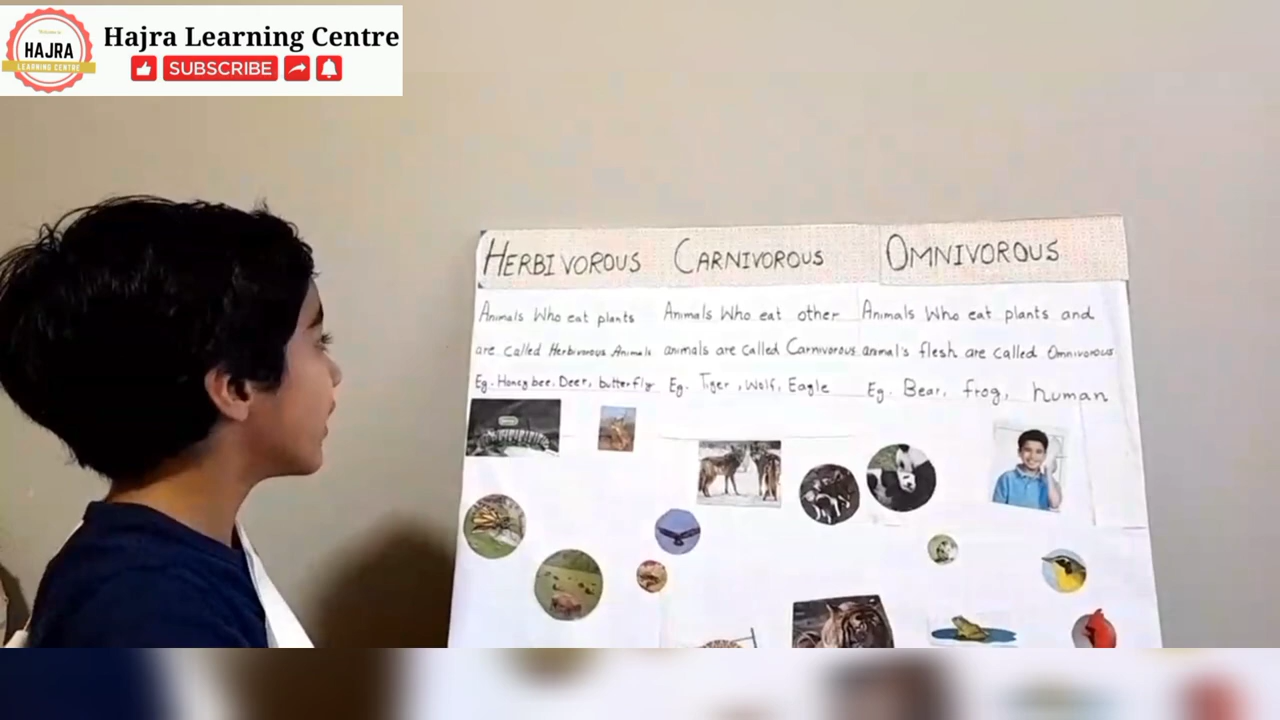 Welcome to
HAJRA
LEARNING CENTRE
Hajra Learning Centre
SUBSCRIBE
HERBIVOROUS
Animals Who eat plants
are called Herbivorous Animals
Eg. Honey bee, Deer, butterfly
CARNIVOROUS
Animals Who eat other
animals are called Carnivorous
Eg. Tiger, Wolf, Eagle
OMNIVOROUS
Animals Who eat plants and
animal's flesh are called Omnivorous
Eg. Bear, frog, human